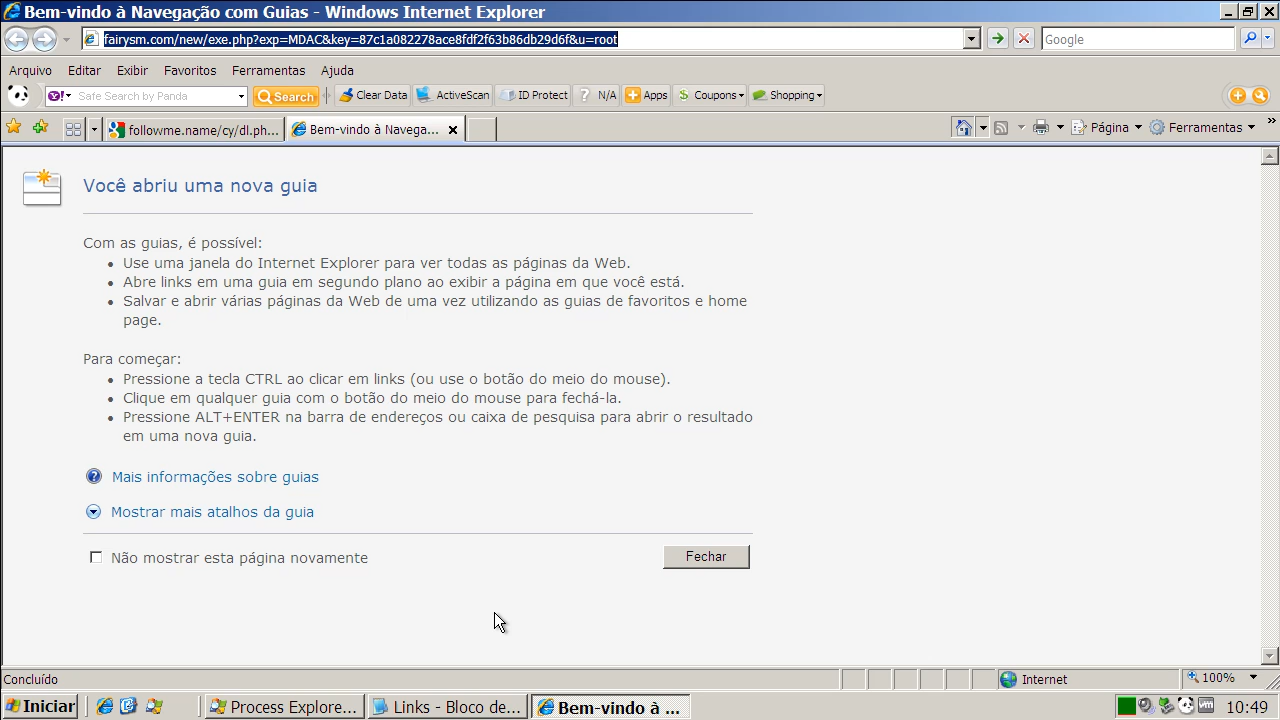 Bem-vindo à Navegação com Guias - Windows Internet Explorer
fairysm.com/new/exe.php?exp=MDAC&key=87c1a082278ace8fdf2f63b86db29d6f&u=root
Google
Arquivo Editar Exibir Favoritos Ferramentas Ajuda
Y! Safe Search by Panda Search Clear Data ActiveScan ID Protect ? N/A Apps $ Coupons Shopping
followme.name/cy/dl.ph... Bem-vindo à Navega... Página Ferramentas »
Você abriu uma nova guia
Com as guias, é possível:
• Use uma janela do Internet Explorer para ver todas as páginas da Web.
• Abre links em uma guia em segundo plano ao exibir a página em que você está.
• Salvar e abrir várias páginas da Web de uma vez utilizando as guias de favoritos e home
page.
Para começar:
• Pressione a tecla CTRL ao clicar em links (ou use o botão do meio do mouse).
• Clique em qualquer guia com o botão do meio do mouse para fechá-la.
• Pressione ALT+ENTER na barra de endereços ou caixa de pesquisa para abrir o resultado
em uma nova guia.
Mais informações sobre guias
Mostrar mais atalhos da guia
Não mostrar esta página novamente
Fechar
Concluído Internet 100%
Iniciar Process Explore... Links - Bloco de... Bem-vindo à ... vm 10:49